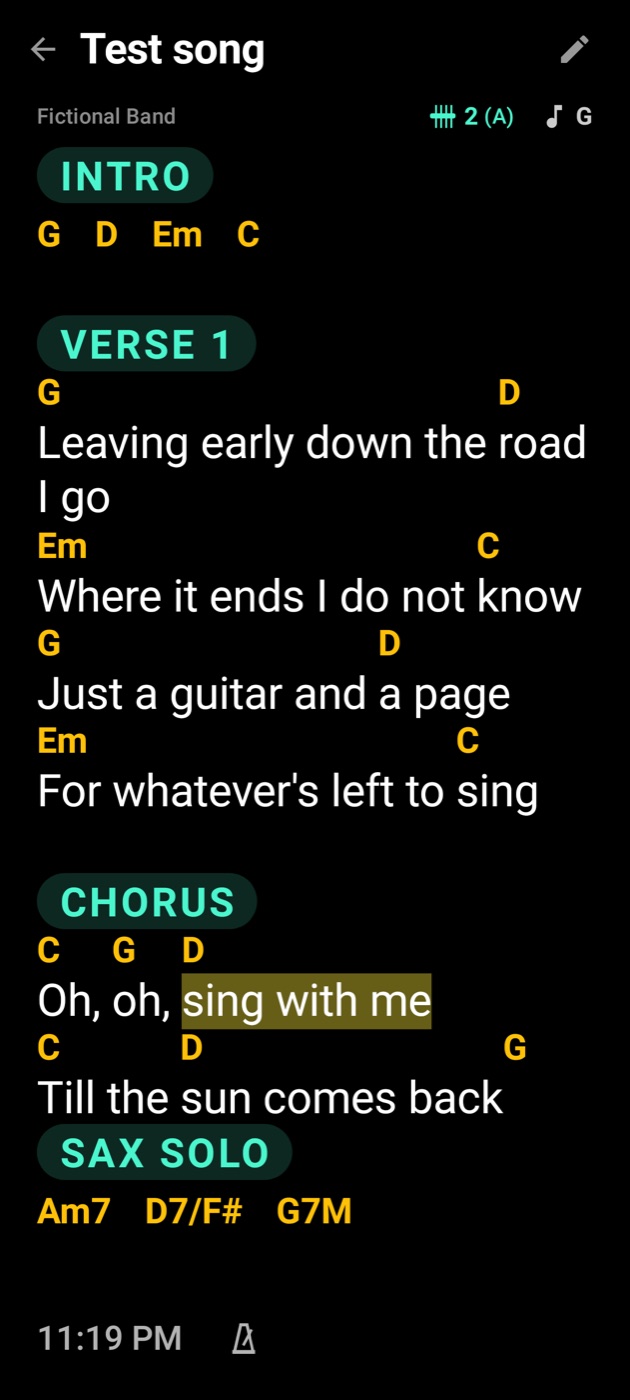 Test song
Fictional Band 2 (A) G
INTRO
G D Em C
VERSE 1
G D
Leaving early down the road
I go
Em C
Where it ends I do not know
G D
Just a guitar and a page
Em C
For whatever's left to sing
CHORUS
C G D
Oh, oh, sing with me
C D G
Till the sun comes back
SAX SOLO
Am7 D7/F# G7M
11:19 PM